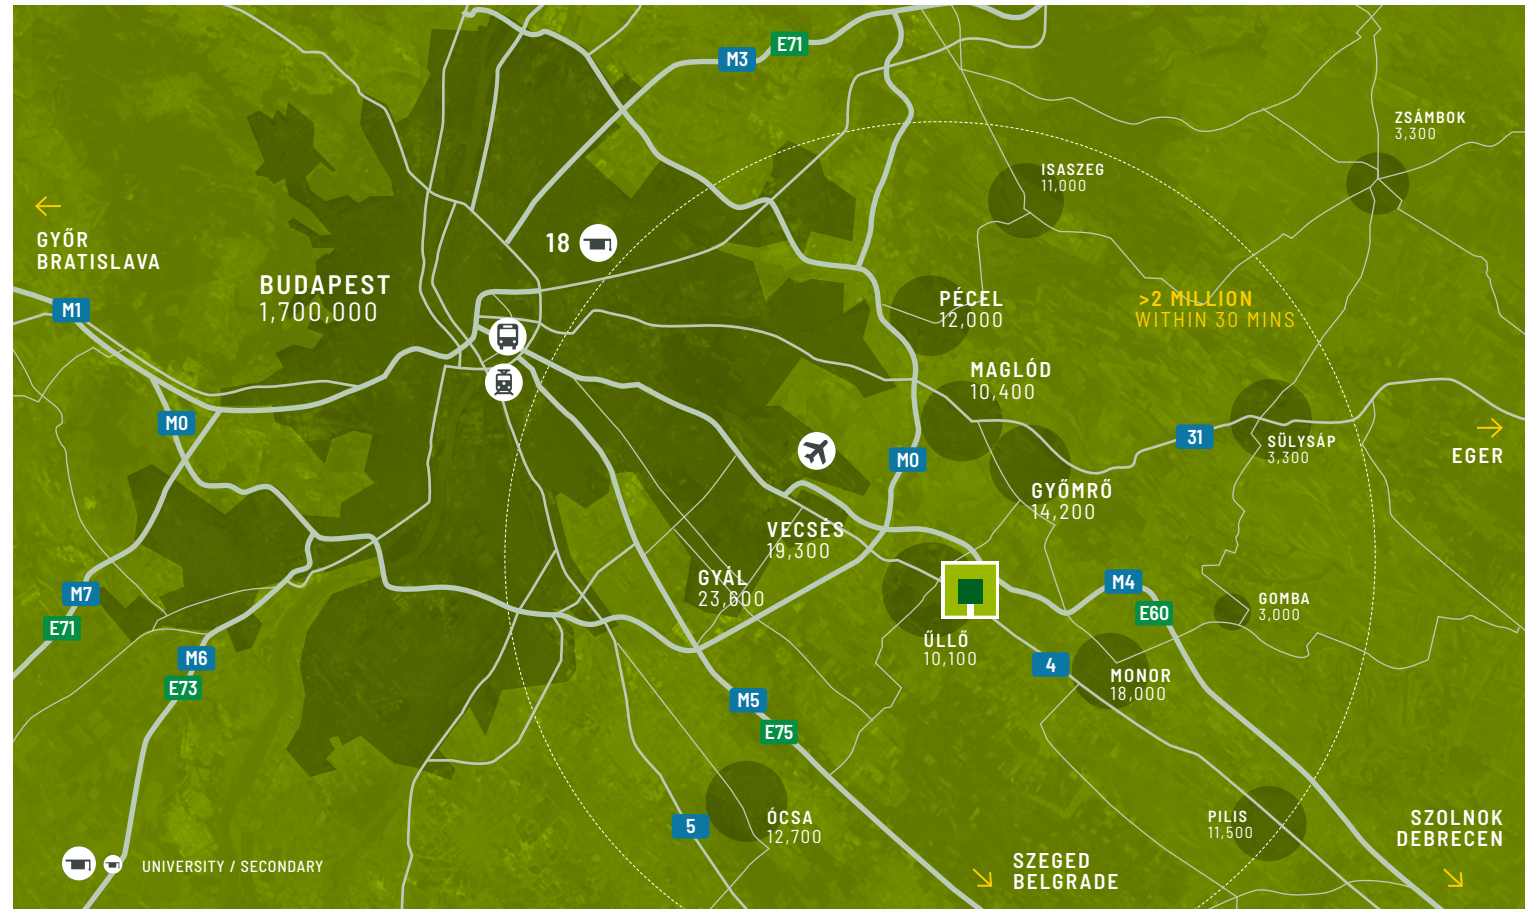 M3
E71
ZSÁMBOK
3,300
ISASZEG
11,000
GYŐR
BRATISLAVA
18
BUDAPEST
1,700,000
M1
PÉCEL
12,000
>2 MILLION
WITHIN 30 MINS
MAGLÓD
10,400
M0
31
SÜLYSÁP
3,300
EGER
M0
GYŐMRŐ
14,200
VECSÉS
19,300
GYÁL
23,600
M7
E71
M4
E60
GOMBA
3,000
ŰLLŐ
10,100
4
MONOR
18,000
M6
E73
M5
E75
5
ÓCSA
12,700
PILIS
11,500
SZOLNOK
DEBRECEN
SZEGED
BELGRADE
UNIVERSITY / SECONDARY